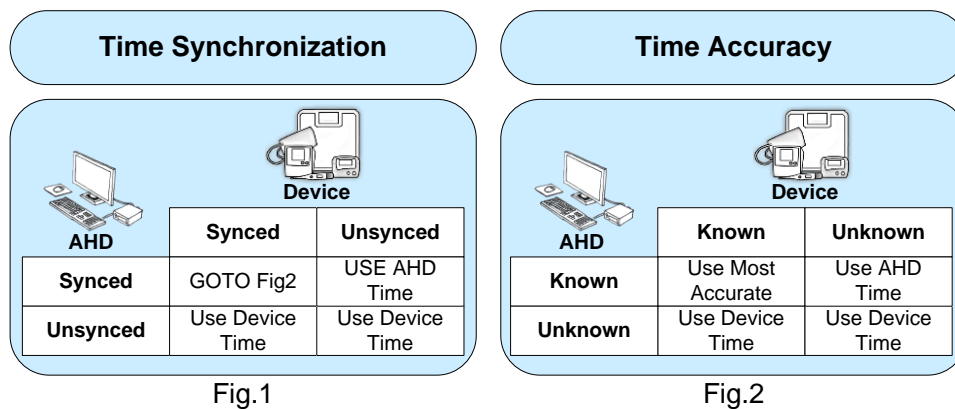 Time Synchronization
Device
AHD
Synced Unsynced
Synced GOTO Fig2 USE AHD
Time
Unsynced Use Device Use Device
Time Time
Fig.1
Time Accuracy
Device
AHD
Known Unknown
Known Use Most Use AHD
Accurate Time
Unknown Use Device Use Device
Time Time
Fig.2